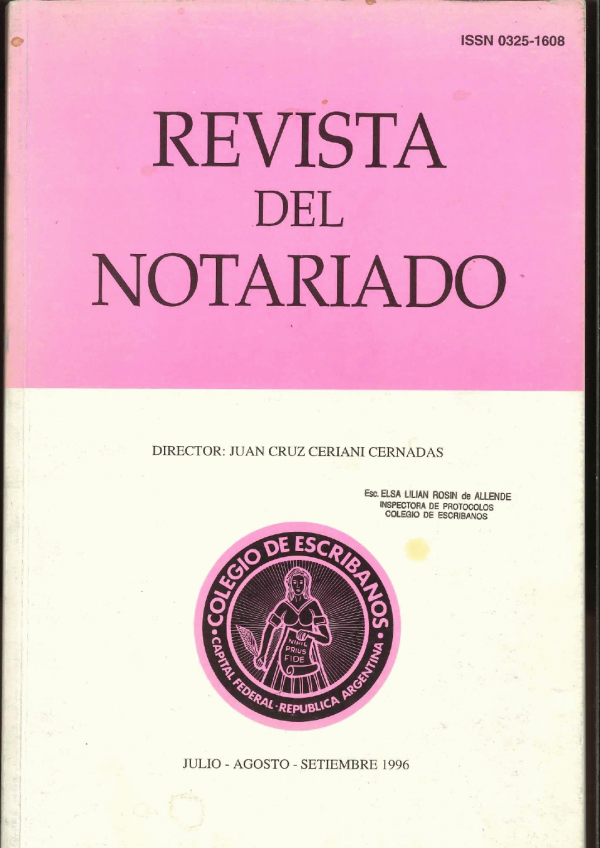 ISSN 0325-1608
REVISTA
DEL
NOTARIADO
DIRECTOR: JUAN CRUZ CERIANI CERNADAS
Esc. ELSA LILIAN ROSIN de ALLENDE
INSPECTORA DE PROTOCOLOS
COLEGIO DE ESCRIBANOS
• COLEGIO DE ESCRIBANOS •
CAPITAL FEDERAL - REPUBLICA ARGENTINA
NIHIL
PRIUS
FIDE
JULIO - AGOSTO - SETIEMBRE 1996